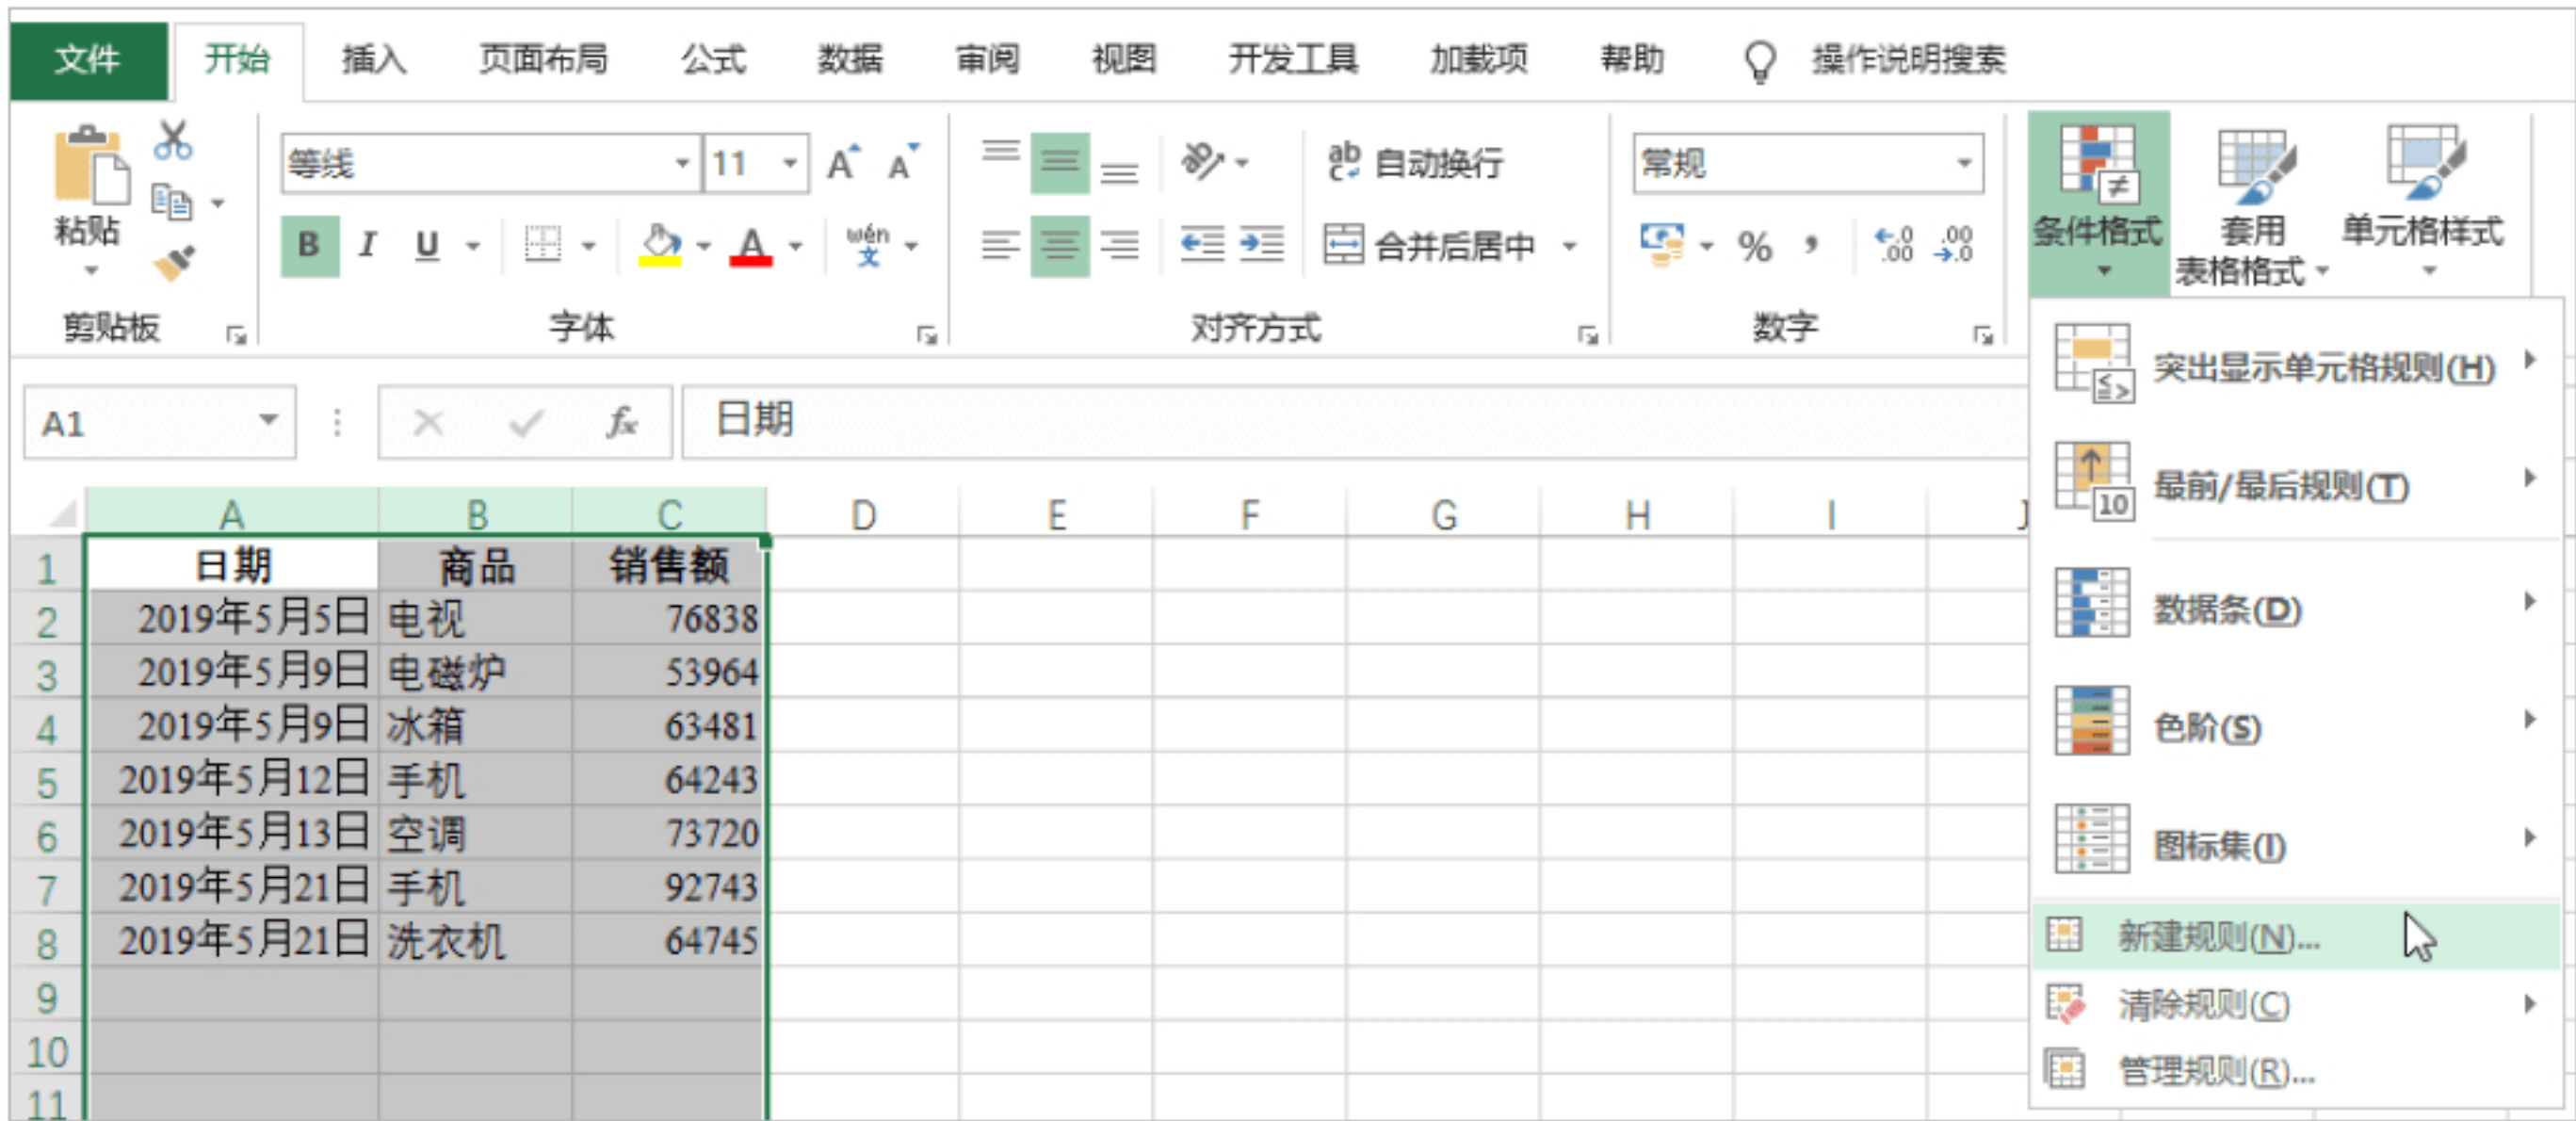 文件 开始 插入 页面布局 公式 数据 审阅 视图 开发工具 加载项 帮助 操作说明搜索
等线 11 A A ab ab c 自动换行 常规 ≠
粘贴 B I U A wén 文 合并后居中 % , .0 .00 .00 .0 条件格式 套用 表格格式 单元格样式
剪贴板 字体 对齐方式 数字
突出显示单元格规则(H)
A1 fx 日期
最前/最后规则(T)
10
A B C D E F G H I J
1 日期 商品 销售额
2 2019年5月5日 电视 76838
数据条(D)
3 2019年5月9日 电磁炉 53964
4 2019年5月9日 冰箱 63481
色阶(S)
5 2019年5月12日 手机 64243
6 2019年5月13日 空调 73720
图标集(I)
7 2019年5月21日 手机 92743
8 2019年5月21日 洗衣机 64745
新建规则(N)...
9
清除规则(C)
10
管理规则(R)...
11